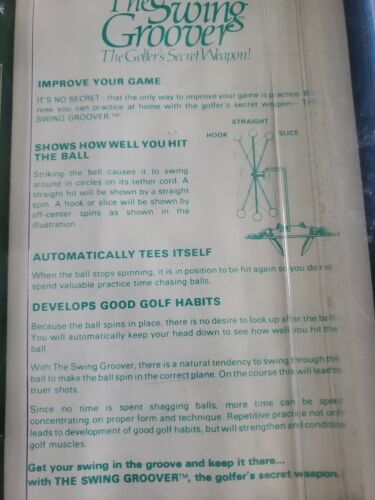 The
Swing
Groover™
The Golfer's Secret Weapon!
IMPROVE YOUR GAME
IT'S NO SECRET...that the only way to improve your game is practice.
now you can practice at home with the golfer's secret weapon--
SWING GROOVER™.
STRAIGHT
HOOK
SLICE
SHOWS HOW WELL YOU HIT
THE BALL
Striking the ball causes it to swing
around in circles on its tether cord. A
straight hit will be shown by a straight
spin. A hook or slice will be shown by
off-center spins as shown in the
illustration.
AUTOMATICALLY TEES ITSELF
When the ball stops spinning, it is in position to be hit again so you do not
spend valuable practice time chasing balls.
DEVELOPS GOOD GOLF HABITS
Because the ball spins in place, there is no desire to look up after the ball.
You will automatically keep your head down to see how well you hit the
ball.
With The Swing Groover, there is a natural tendency to swing through the
ball to make the ball spin in the correct plane. On the course this will lead to
truer shots.
Since no time is spent shagging balls, more time can be spent
concentrating on proper form and technique. Repetitive practice not only
leads to development of good golf habits, but will strengthen and condition
golf muscles.
Get your swing in the groove and keep it there...
with THE SWING GROOVER™, the golfer's secret weapon.